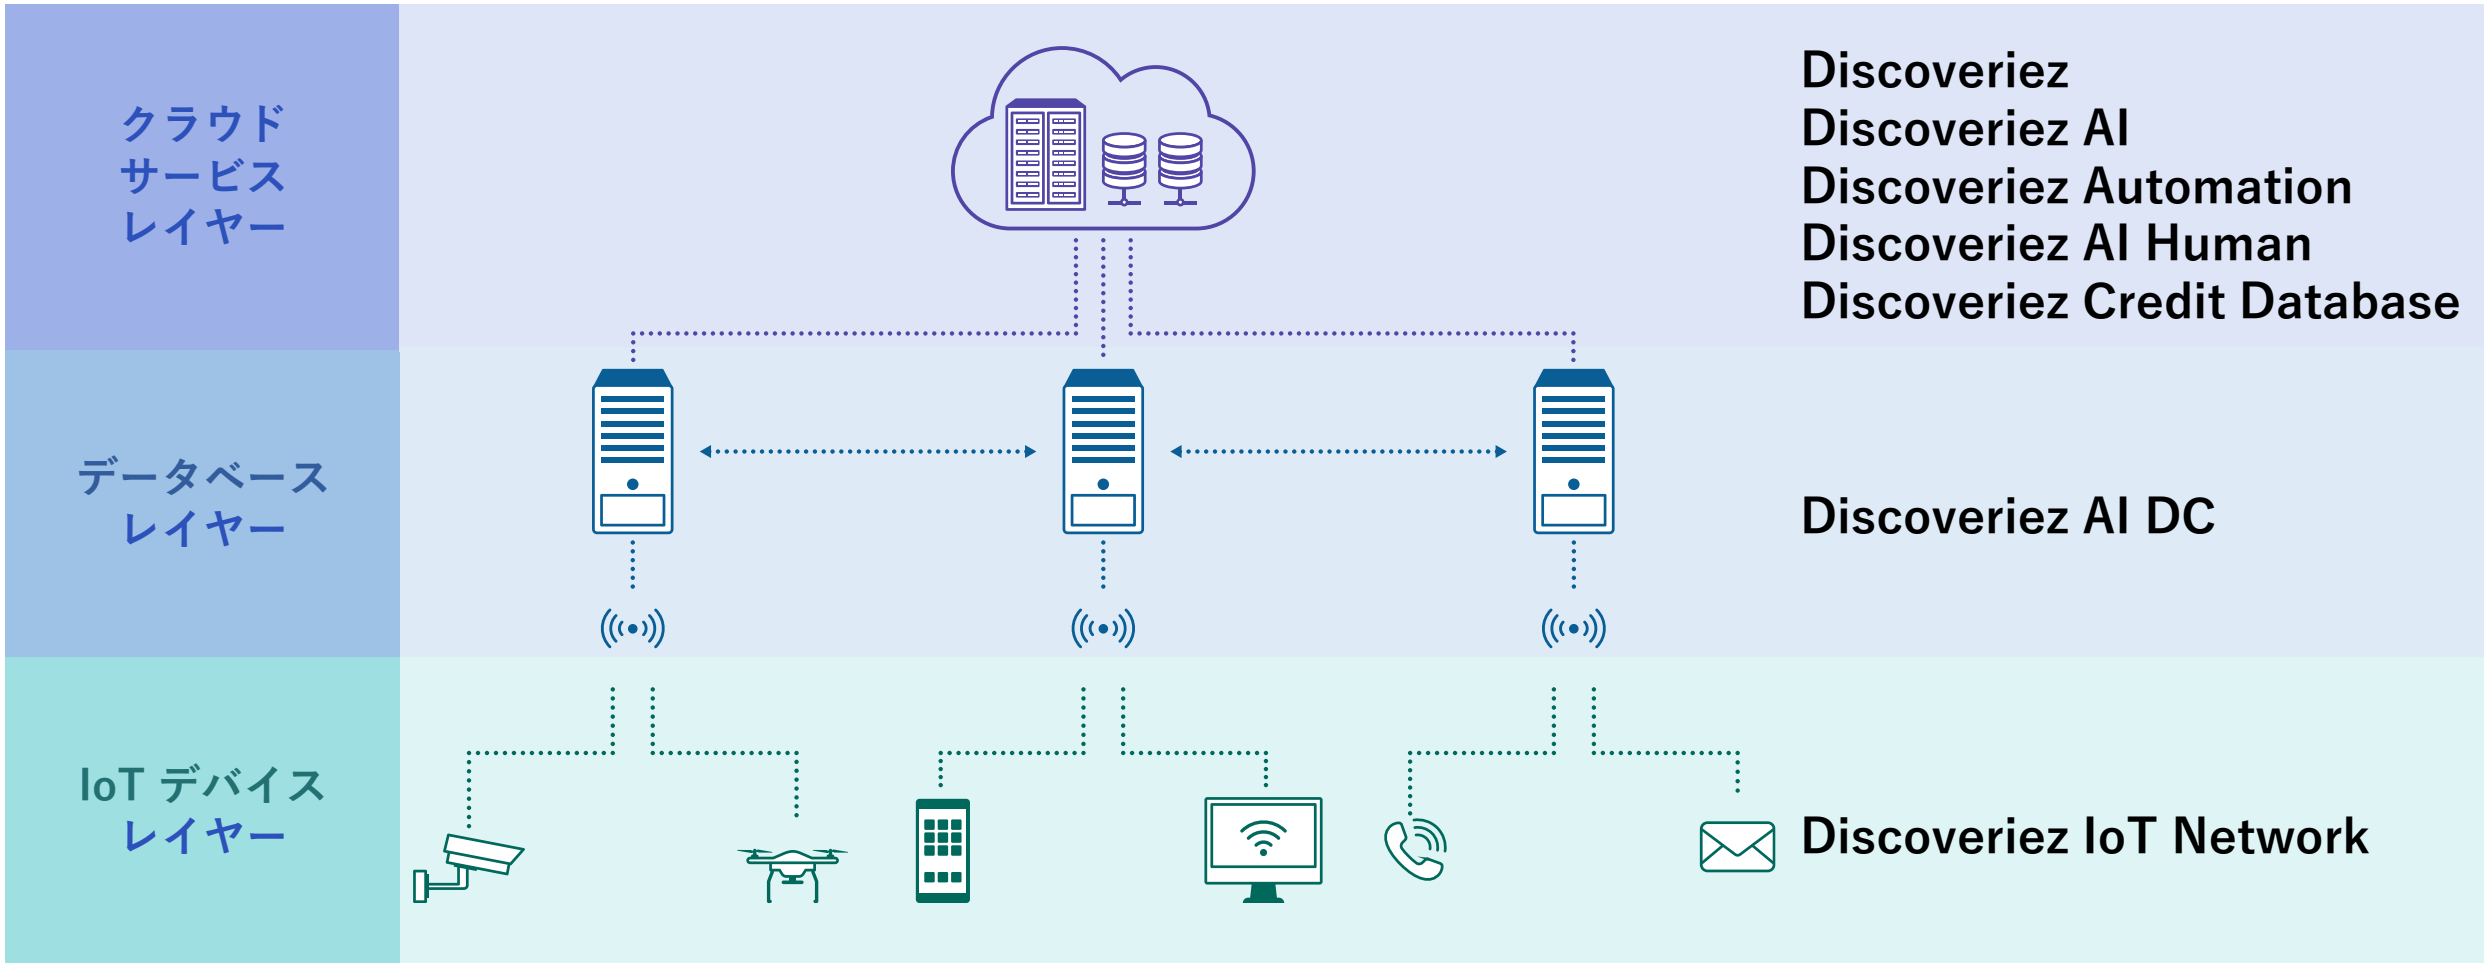 クラウド
サービス
レイヤー
Discoveriez
Discoveriez AI
Discoveriez Automation
Discoveriez AI Human
Discoveriez Credit Database
データベース
レイヤー
Discoveriez AI DC
IoT デバイス
レイヤー
Discoveriez IoT Network